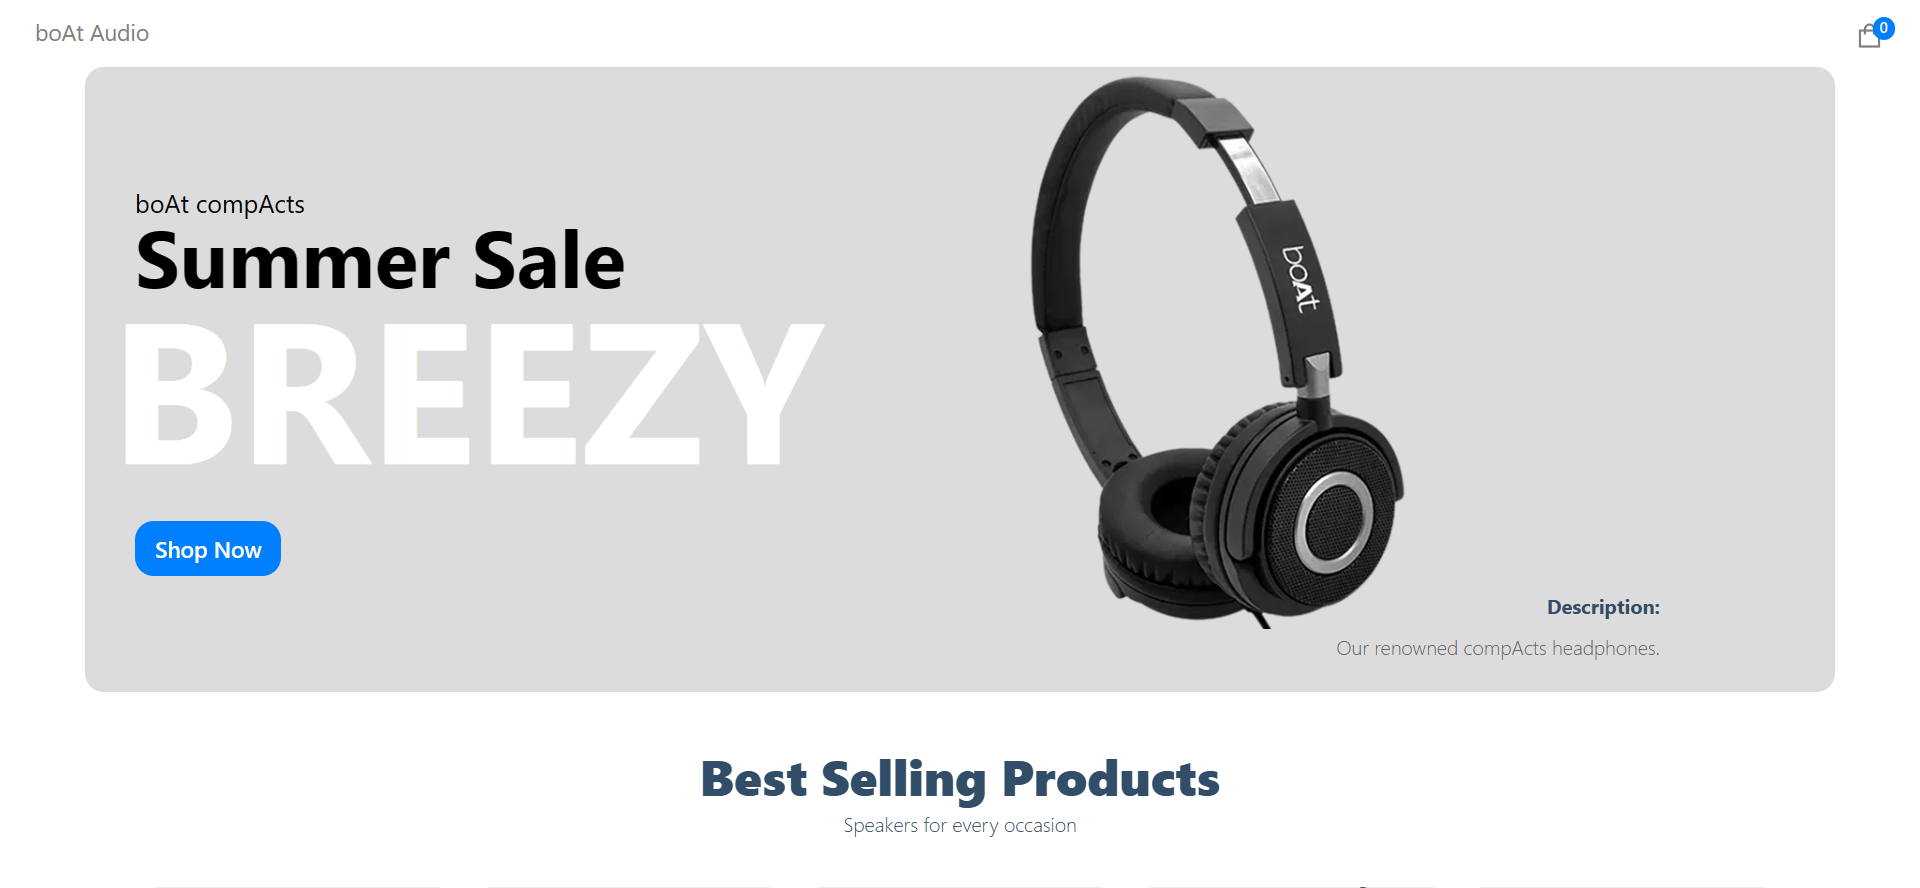 boAt Audio
0
boAt compActs
Summer Sale
BREEZY
boAt
Shop Now
Description:
Our renowned compActs headphones.
Best Selling Products
Speakers for every occasion